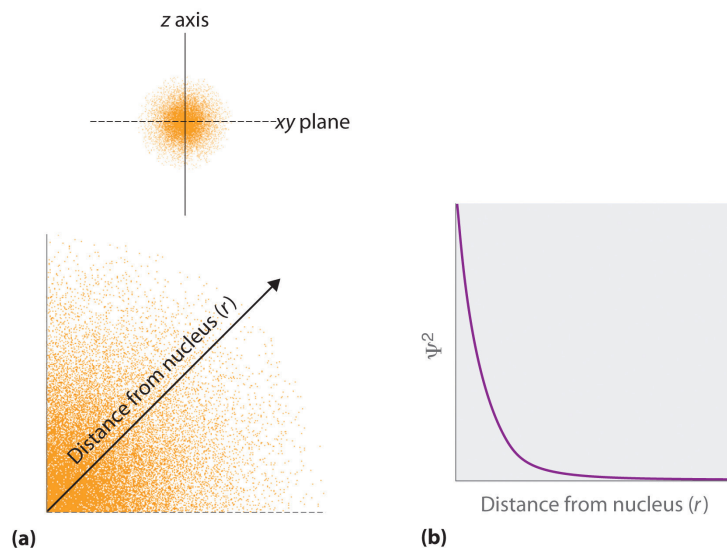 z axis
xy plane
Distance from nucleus (r)
(a)
Ψ²
Distance from nucleus (r)
(b)